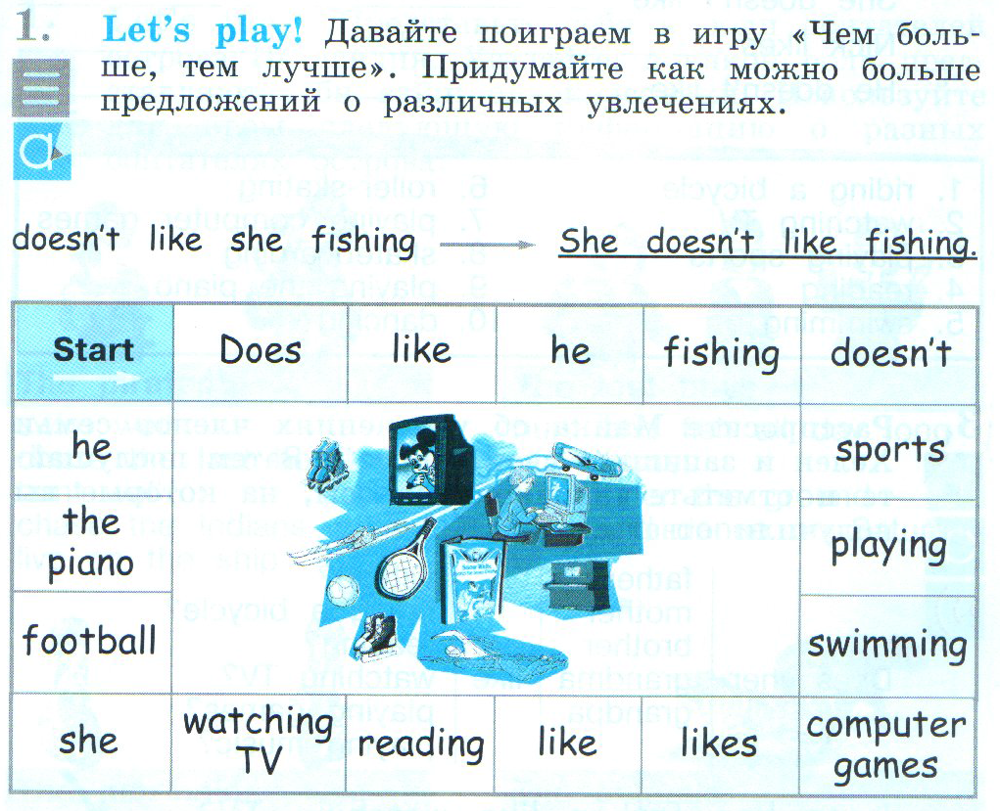 1. Let's play! Давайте поиграем в игру «Чем боль-
ше, тем лучше». Придумайте как можно больше
предложений о различных увлечениях.
doesn't like she fishing → She doesn't like fishing.
Start Does like he fishing doesn't
he sports
the piano playing
football swimming
she watching TV reading like likes computer games